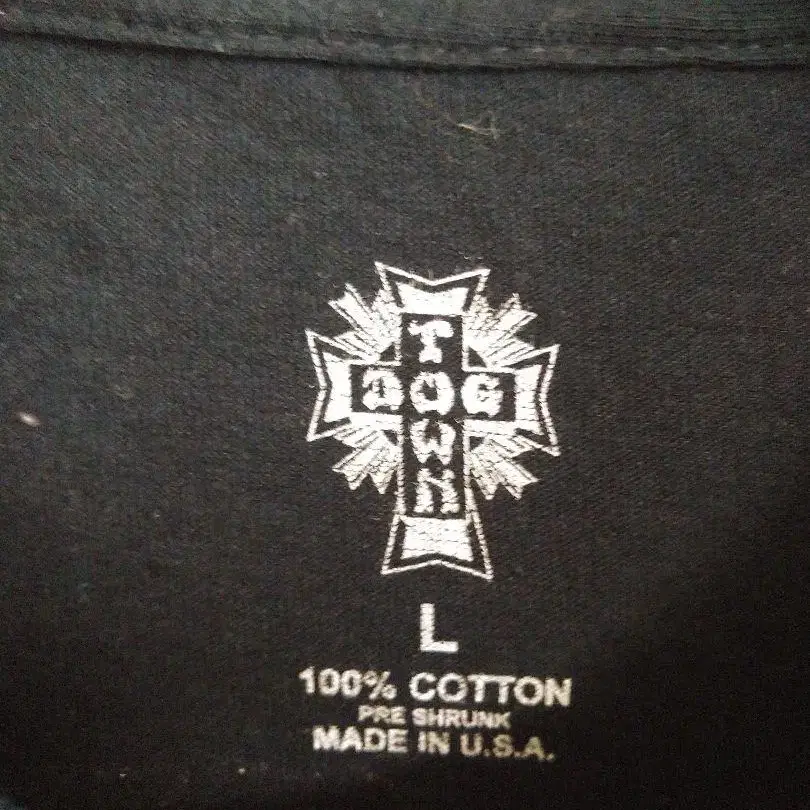 DOG
TOWN
L
100% COTTON
PRE SHRUNK
MADE IN U.S.A.